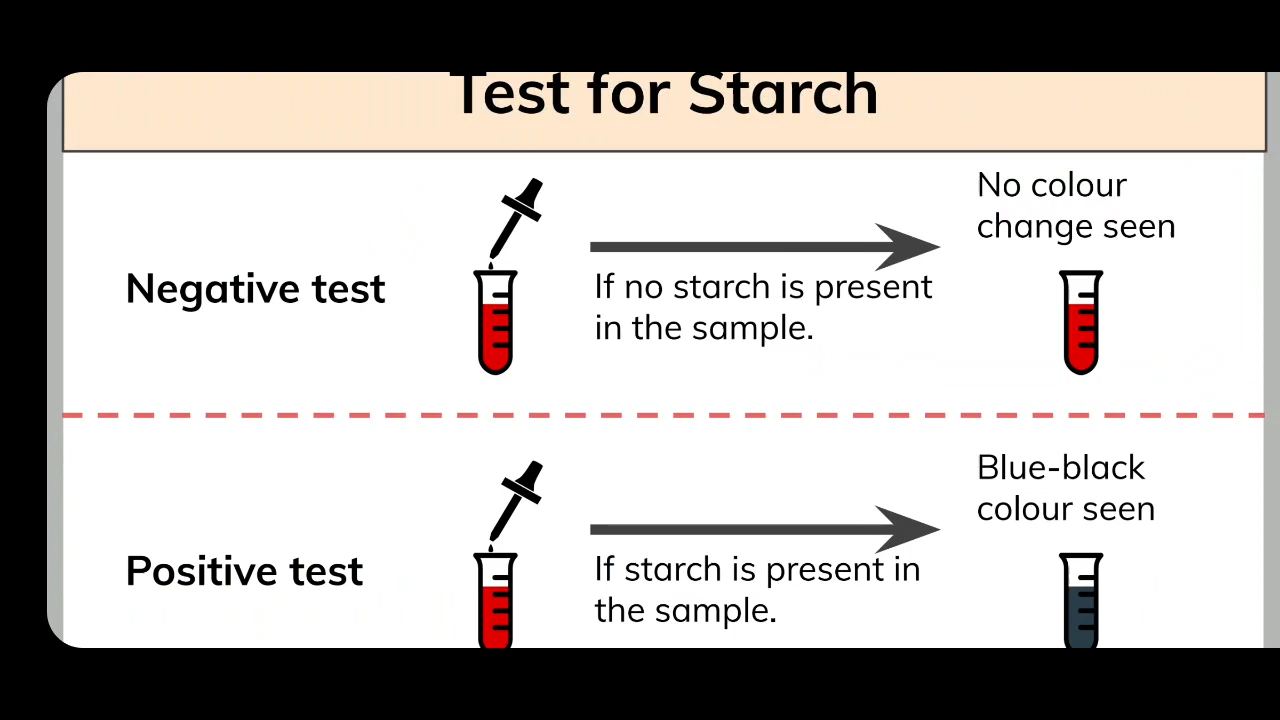 Test for Starch
No colour
change seen
Negative test
If no starch is present
in the sample.
Blue-black
colour seen
Positive test
If starch is present in
the sample.